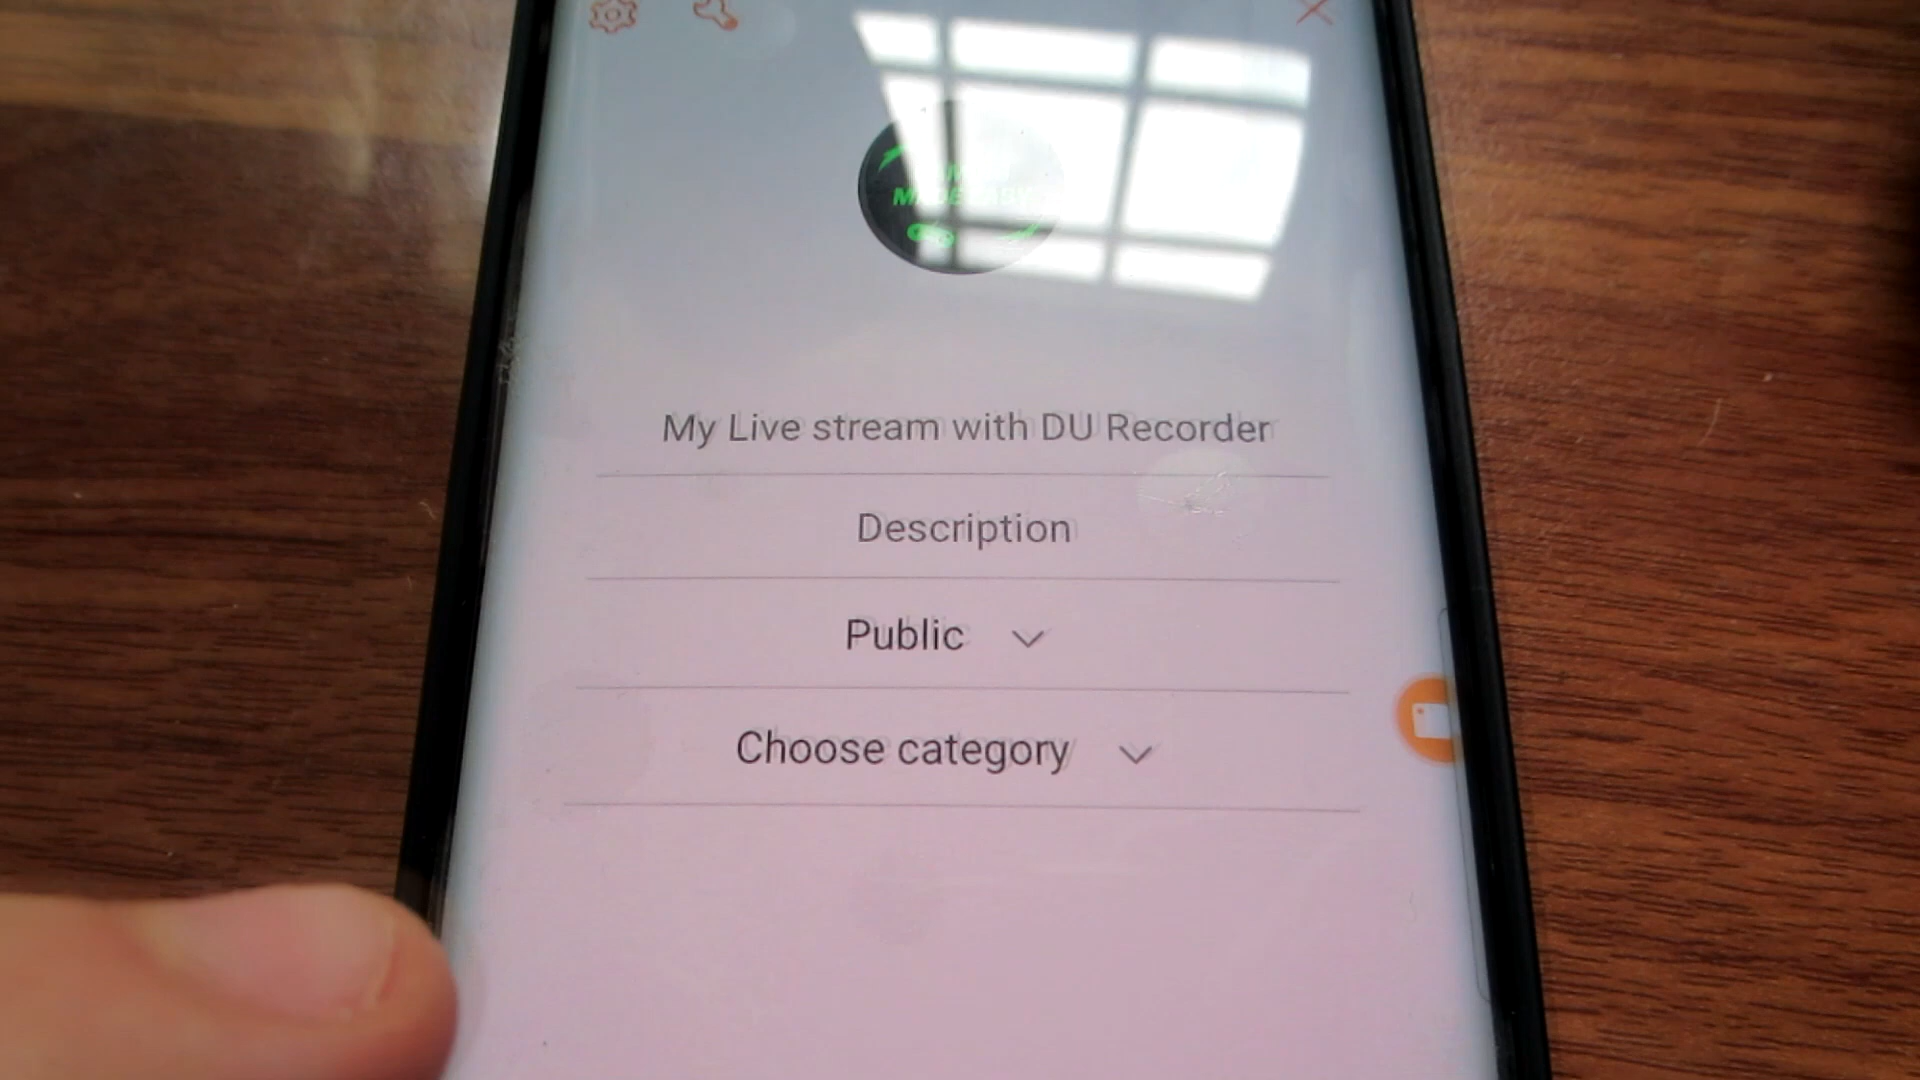 My Live stream with DU Recorder
Description
Public
Choose category